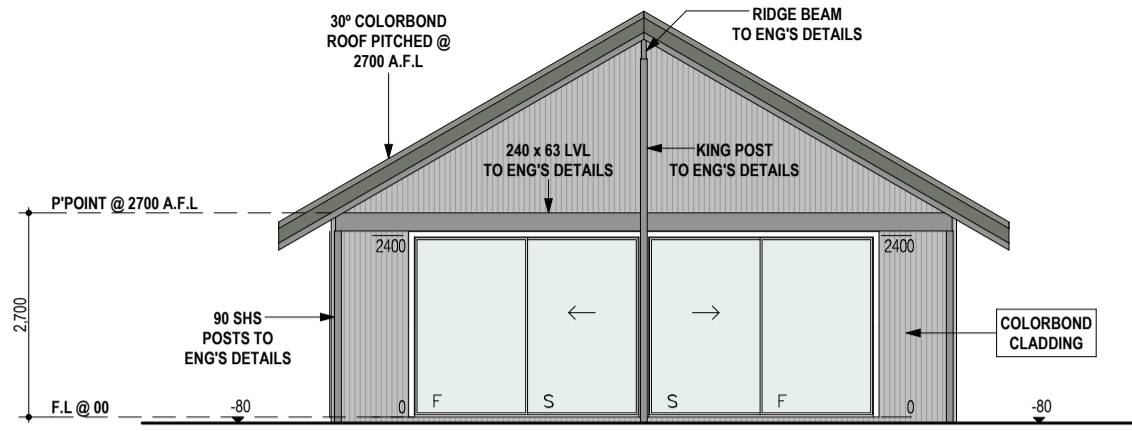 30º COLORBOND
ROOF PITCHED @
2700 A.F.L
RIDGE BEAM
TO ENG'S DETAILS
240 x 63 LVL
TO ENG'S DETAILS
KING POST
TO ENG'S DETAILS
P'POINT @ 2700 A.F.L
2400
2400
2,700
90 SHS
POSTS TO
ENG'S DETAILS
COLORBOND
CLADDING
F
S
S
F
F.L @ 00
-80
0
0
-80